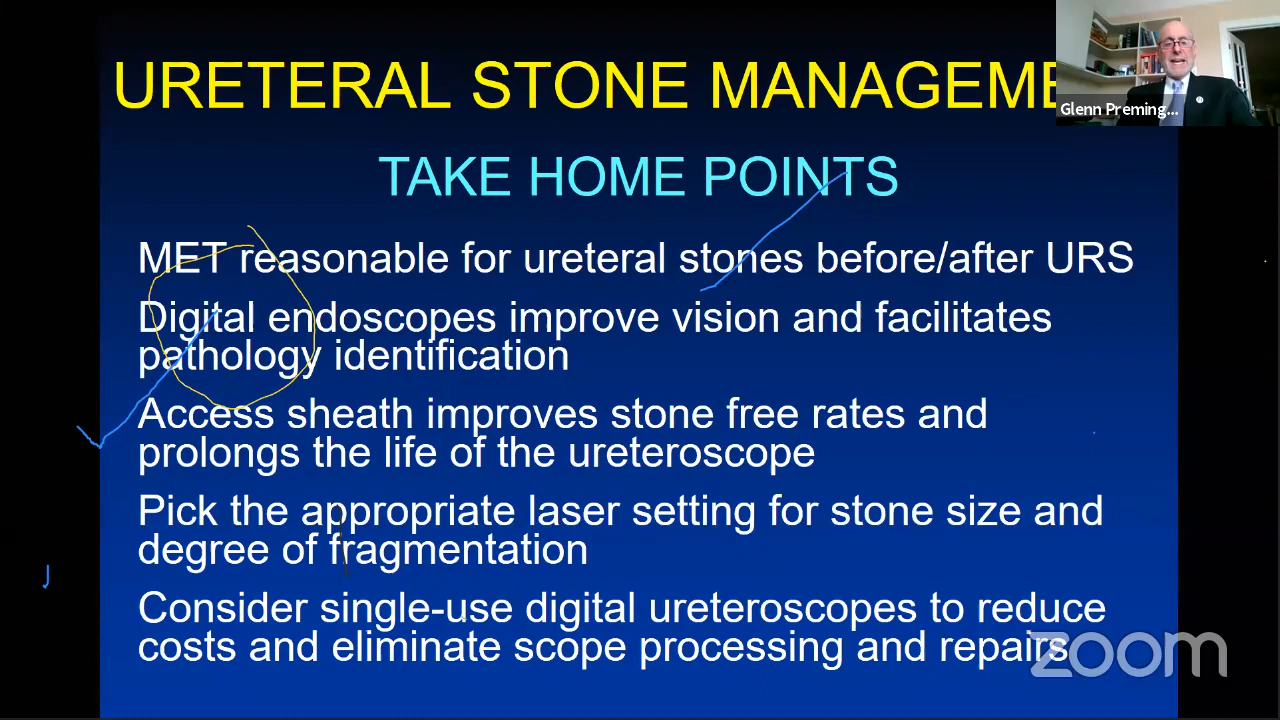 URETERAL STONE MANAGEME
Glenn Preming...
TAKE HOME POINTS
MET reasonable for ureteral stones before/after URS
Digital endoscopes improve vision and facilitates
pathology identification
Access sheath improves stone free rates and
prolongs the life of the ureteroscope
Pick the appropriate laser setting for stone size and
degree of fragmentation
Consider single-use digital ureteroscopes to reduce
costs and eliminate scope processing and repairs
zoom